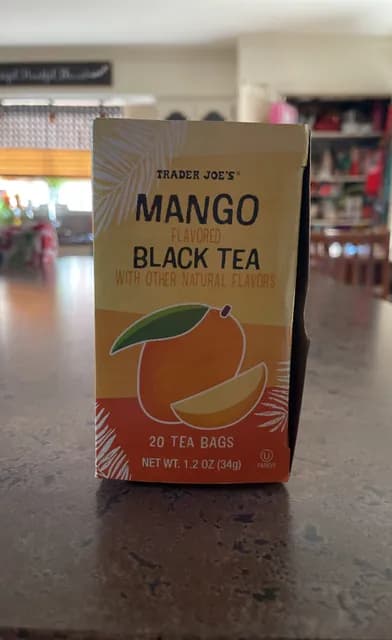 TRADER JOE'S®
MANGO
FLAVORED
BLACK TEA
WITH OTHER NATURAL FLAVORS
20 TEA BAGS
NET WT. 1.2 OZ (34g)
U
PAREVE